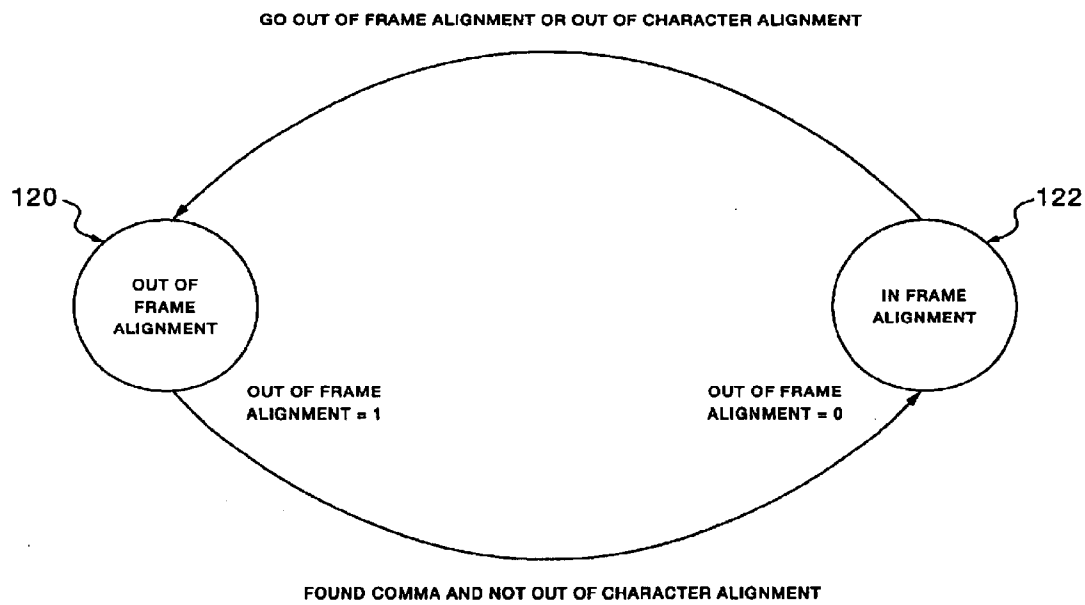 GO OUT OF FRAME ALIGNMENT OR OUT OF CHARACTER ALIGNMENT
120
122
OUT OF
FRAME
ALIGNMENT
IN FRAME
ALIGNMENT
OUT OF FRAME
ALIGNMENT = 1
OUT OF FRAME
ALIGNMENT = 0
FOUND COMMA AND NOT OUT OF CHARACTER ALIGNMENT